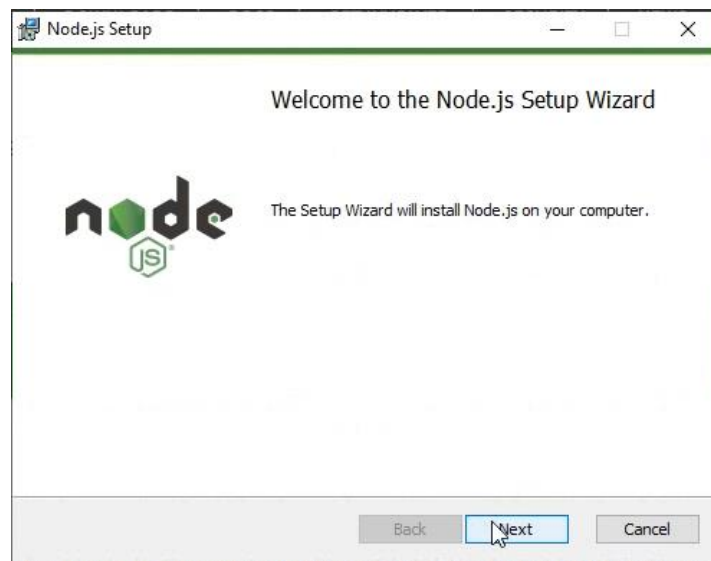 Node.js Setup
Welcome to the Node.js Setup Wizard
node
JS
The Setup Wizard will install Node.js on your computer.
Back Next Cancel